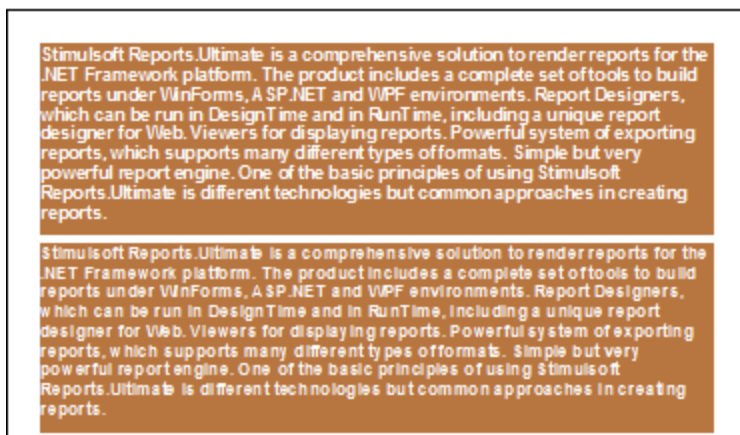 Stimulsoft Reports.Ultimate is a comprehensive solution to render reports for the
.NET Framework platform. The product includes a complete set of tools to build
reports under WinForms, ASP.NET and WPF environments. Report Designers,
which can be run in DesignTime and in RunTime, including a unique report
designer for Web. Viewers for displaying reports. Powerful system of exporting
reports, which supports many different types of formats. Simple but very
powerful report engine. One of the basic principles of using Stimulsoft
Reports.Ultimate is different technologies but common approaches in creating
reports.
Stimulsoft Reports.Ultimate is a comprehensive solution to render reports for the
.NET Framework platform. The product includes a complete set of tools to build
reports under WinForms, ASP.NET and WPF environments. Report Designers,
which can be run in DesignTime and in RunTime, including a unique report
designer for Web. Viewers for displaying reports. Powerful system of exporting
reports, which supports many different types of formats. Simple but very
powerful report engine. One of the basic principles of using Stimulsoft
Reports.Ultimate is different technologies but common approaches in creating
reports.